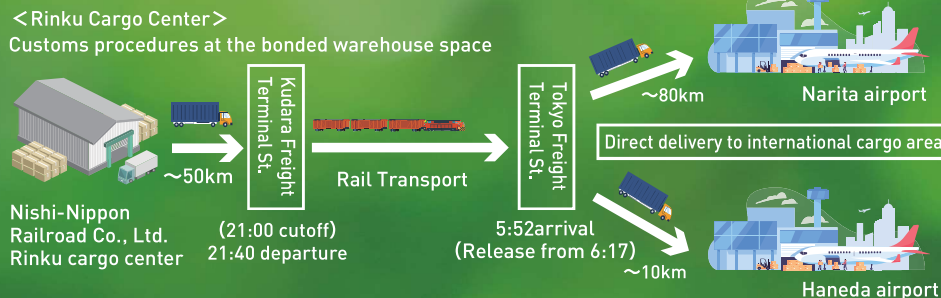 <Rinku Cargo Center>
Customs procedures at the bonded warehouse space
Nishi-Nippon
Railroad Co., Ltd.
Rinku cargo center
~50km
Kudara Freight
Terminal St.
(21:00 cutoff)
21:40 departure
Rail Transport
Tokyo Freight
Terminal St.
5:52arrival
(Release from 6:17)
~80km
Narita airport
Direct delivery to international cargo area
~10km
Haneda airport